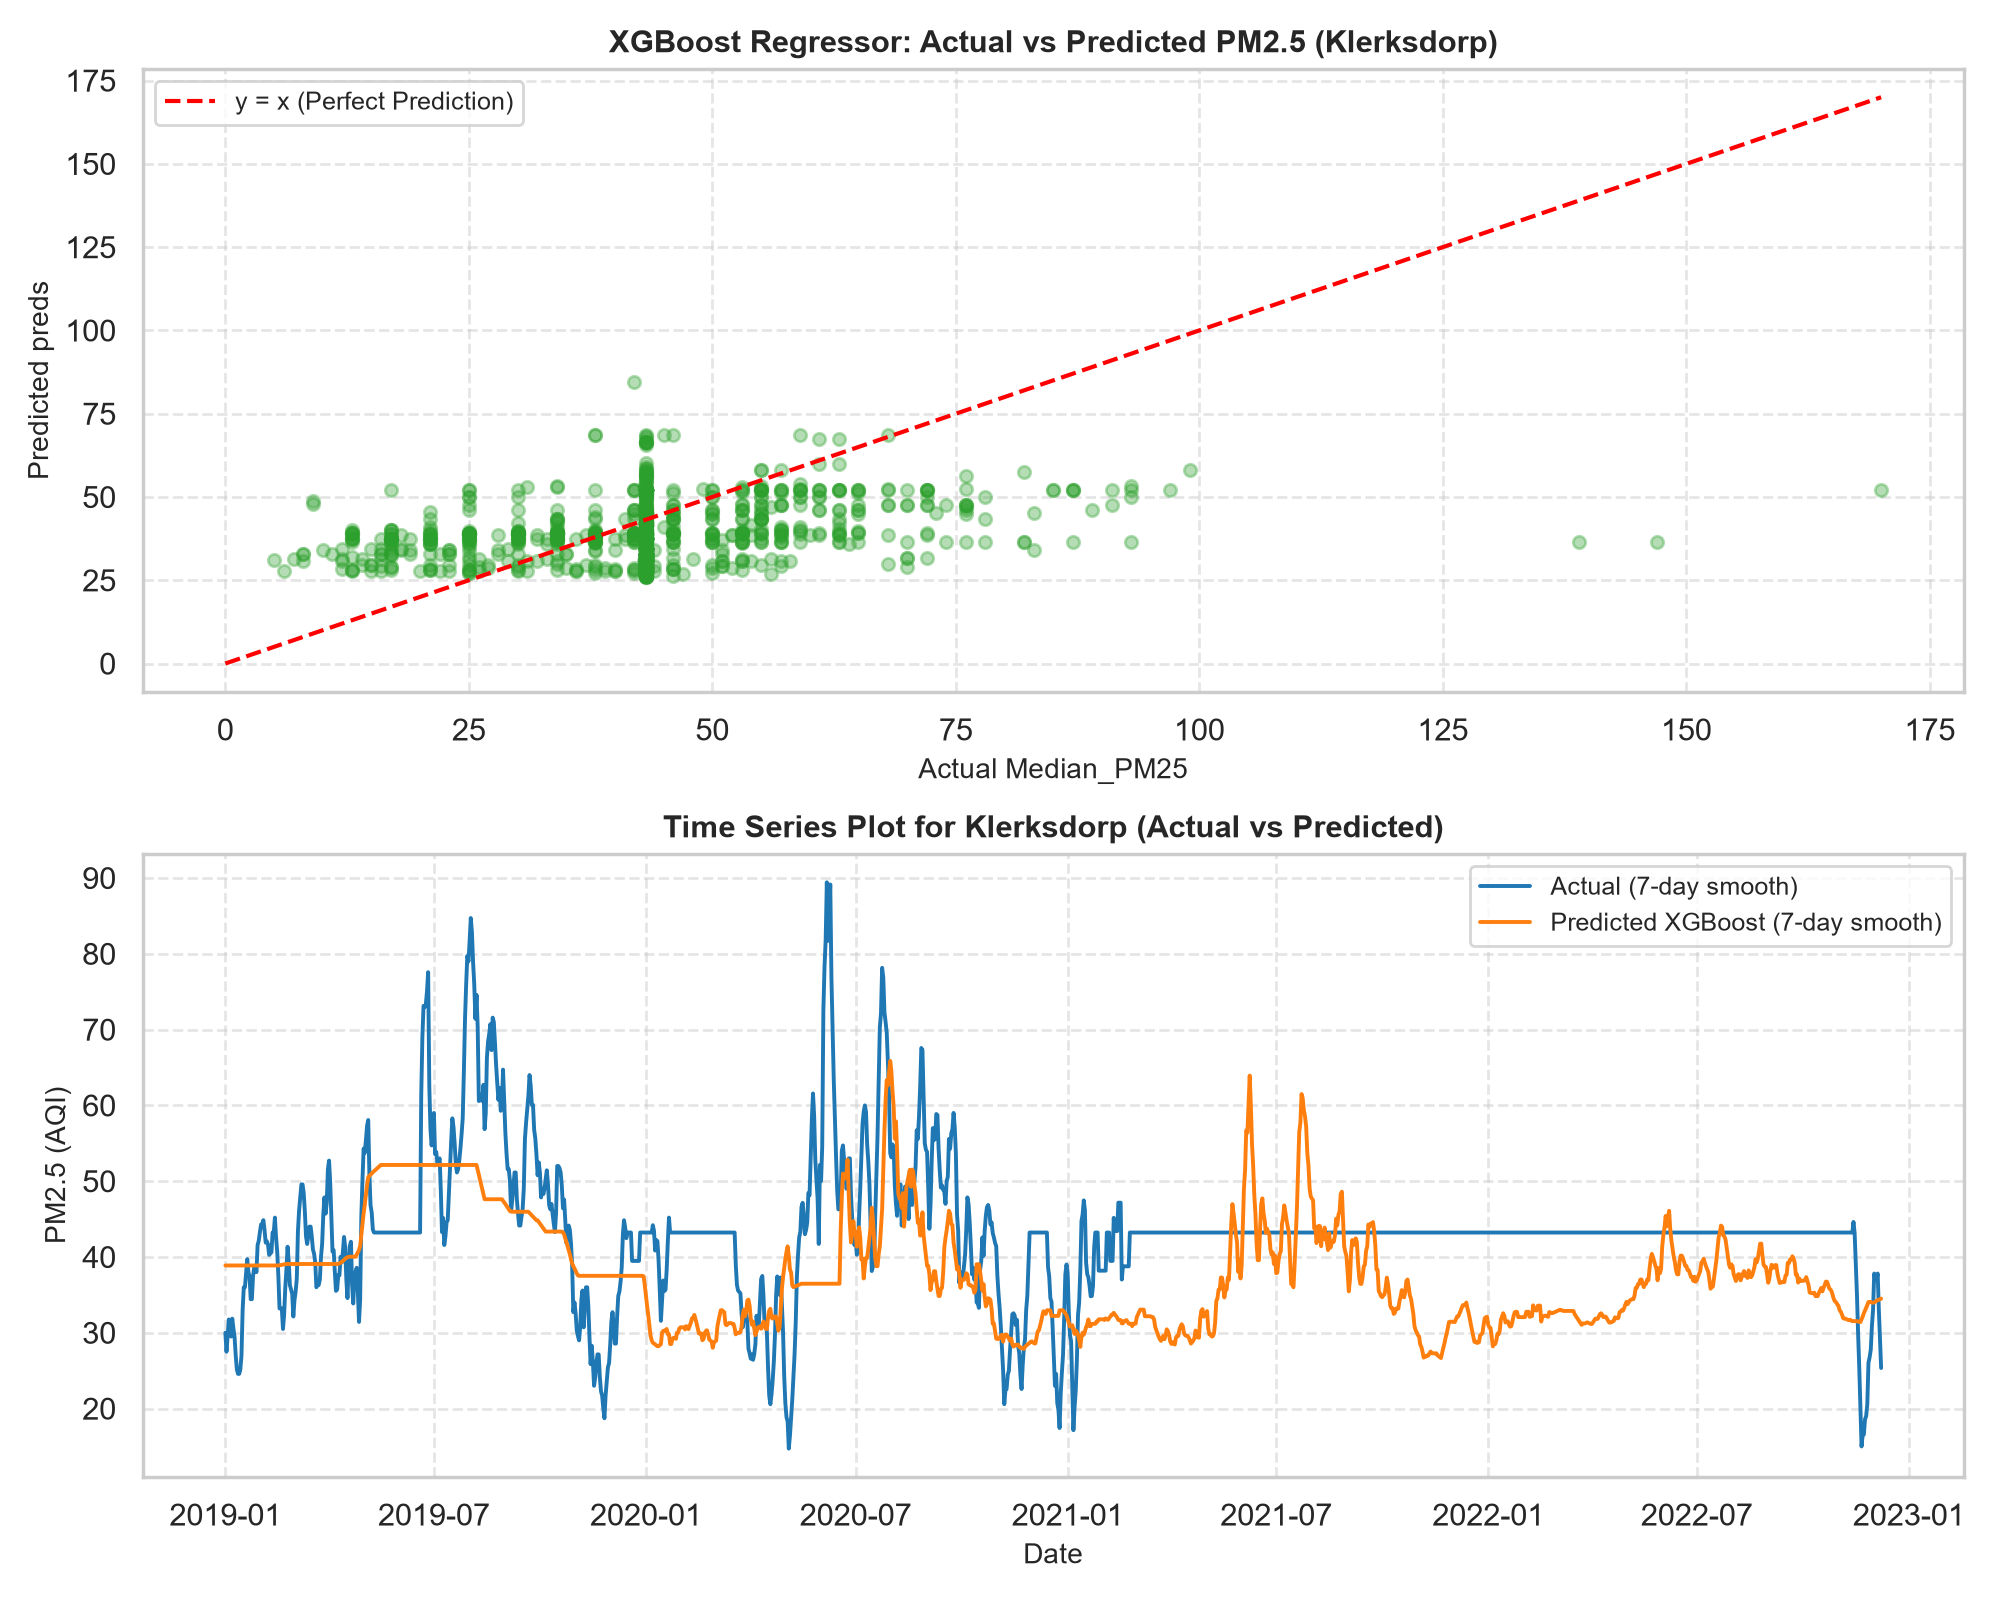 XGBoost Regressor: Actual vs Predicted PM2.5 (Klerksdorp)
y = x (Perfect Prediction)
Predicted preds
175
150
125
100
75
50
25
0
0 25 50 75 100 125 150 175
Actual Median_PM25
Time Series Plot for Klerksdorp (Actual vs Predicted)
Actual (7-day smooth)
Predicted XGBoost (7-day smooth)
PM2.5 (AQI)
90
80
70
60
50
40
30
20
2019-01 2019-07 2020-01 2020-07 2021-01 2021-07 2022-01 2022-07 2023-01
Date